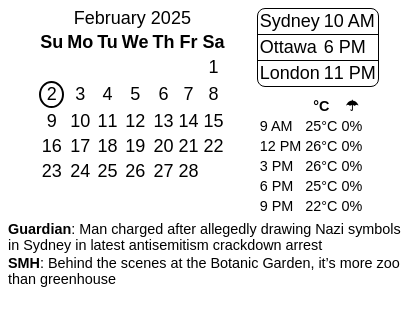 February 2025
Su Mo Tu We Th Fr Sa
1
2 3 4 5 6 7 8
9 10 11 12 13 14 15
16 17 18 19 20 21 22
23 24 25 26 27 28
Sydney 10 AM
Ottawa 6 PM
London 11 PM
°C ☂
9 AM 25°C 0%
12 PM 26°C 0%
3 PM 26°C 0%
6 PM 25°C 0%
9 PM 22°C 0%
Guardian: Man charged after allegedly drawing Nazi symbols
in Sydney in latest antisemitism crackdown arrest
SMH: Behind the scenes at the Botanic Garden, it’s more zoo
than greenhouse